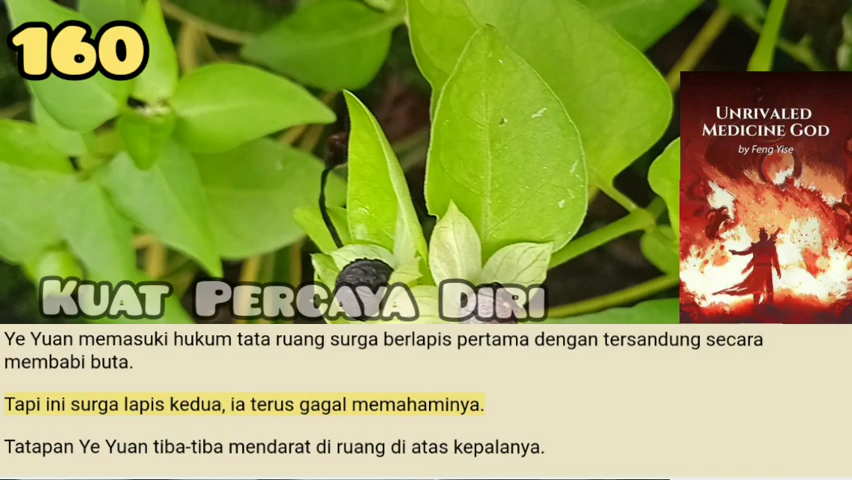 160
UNRIVALED
MEDICINE GOD
by Feng Yise
KUAT PERCAYA DIRI
Ye Yuan memasuki hukum tata ruang surga berlapis pertama dengan tersandung secara
membabi buta.
Tapi ini surga lapis kedua, ia terus gagal memahaminya.
Tatapan Ye Yuan tiba-tiba mendarat di ruang di atas kepalanya.